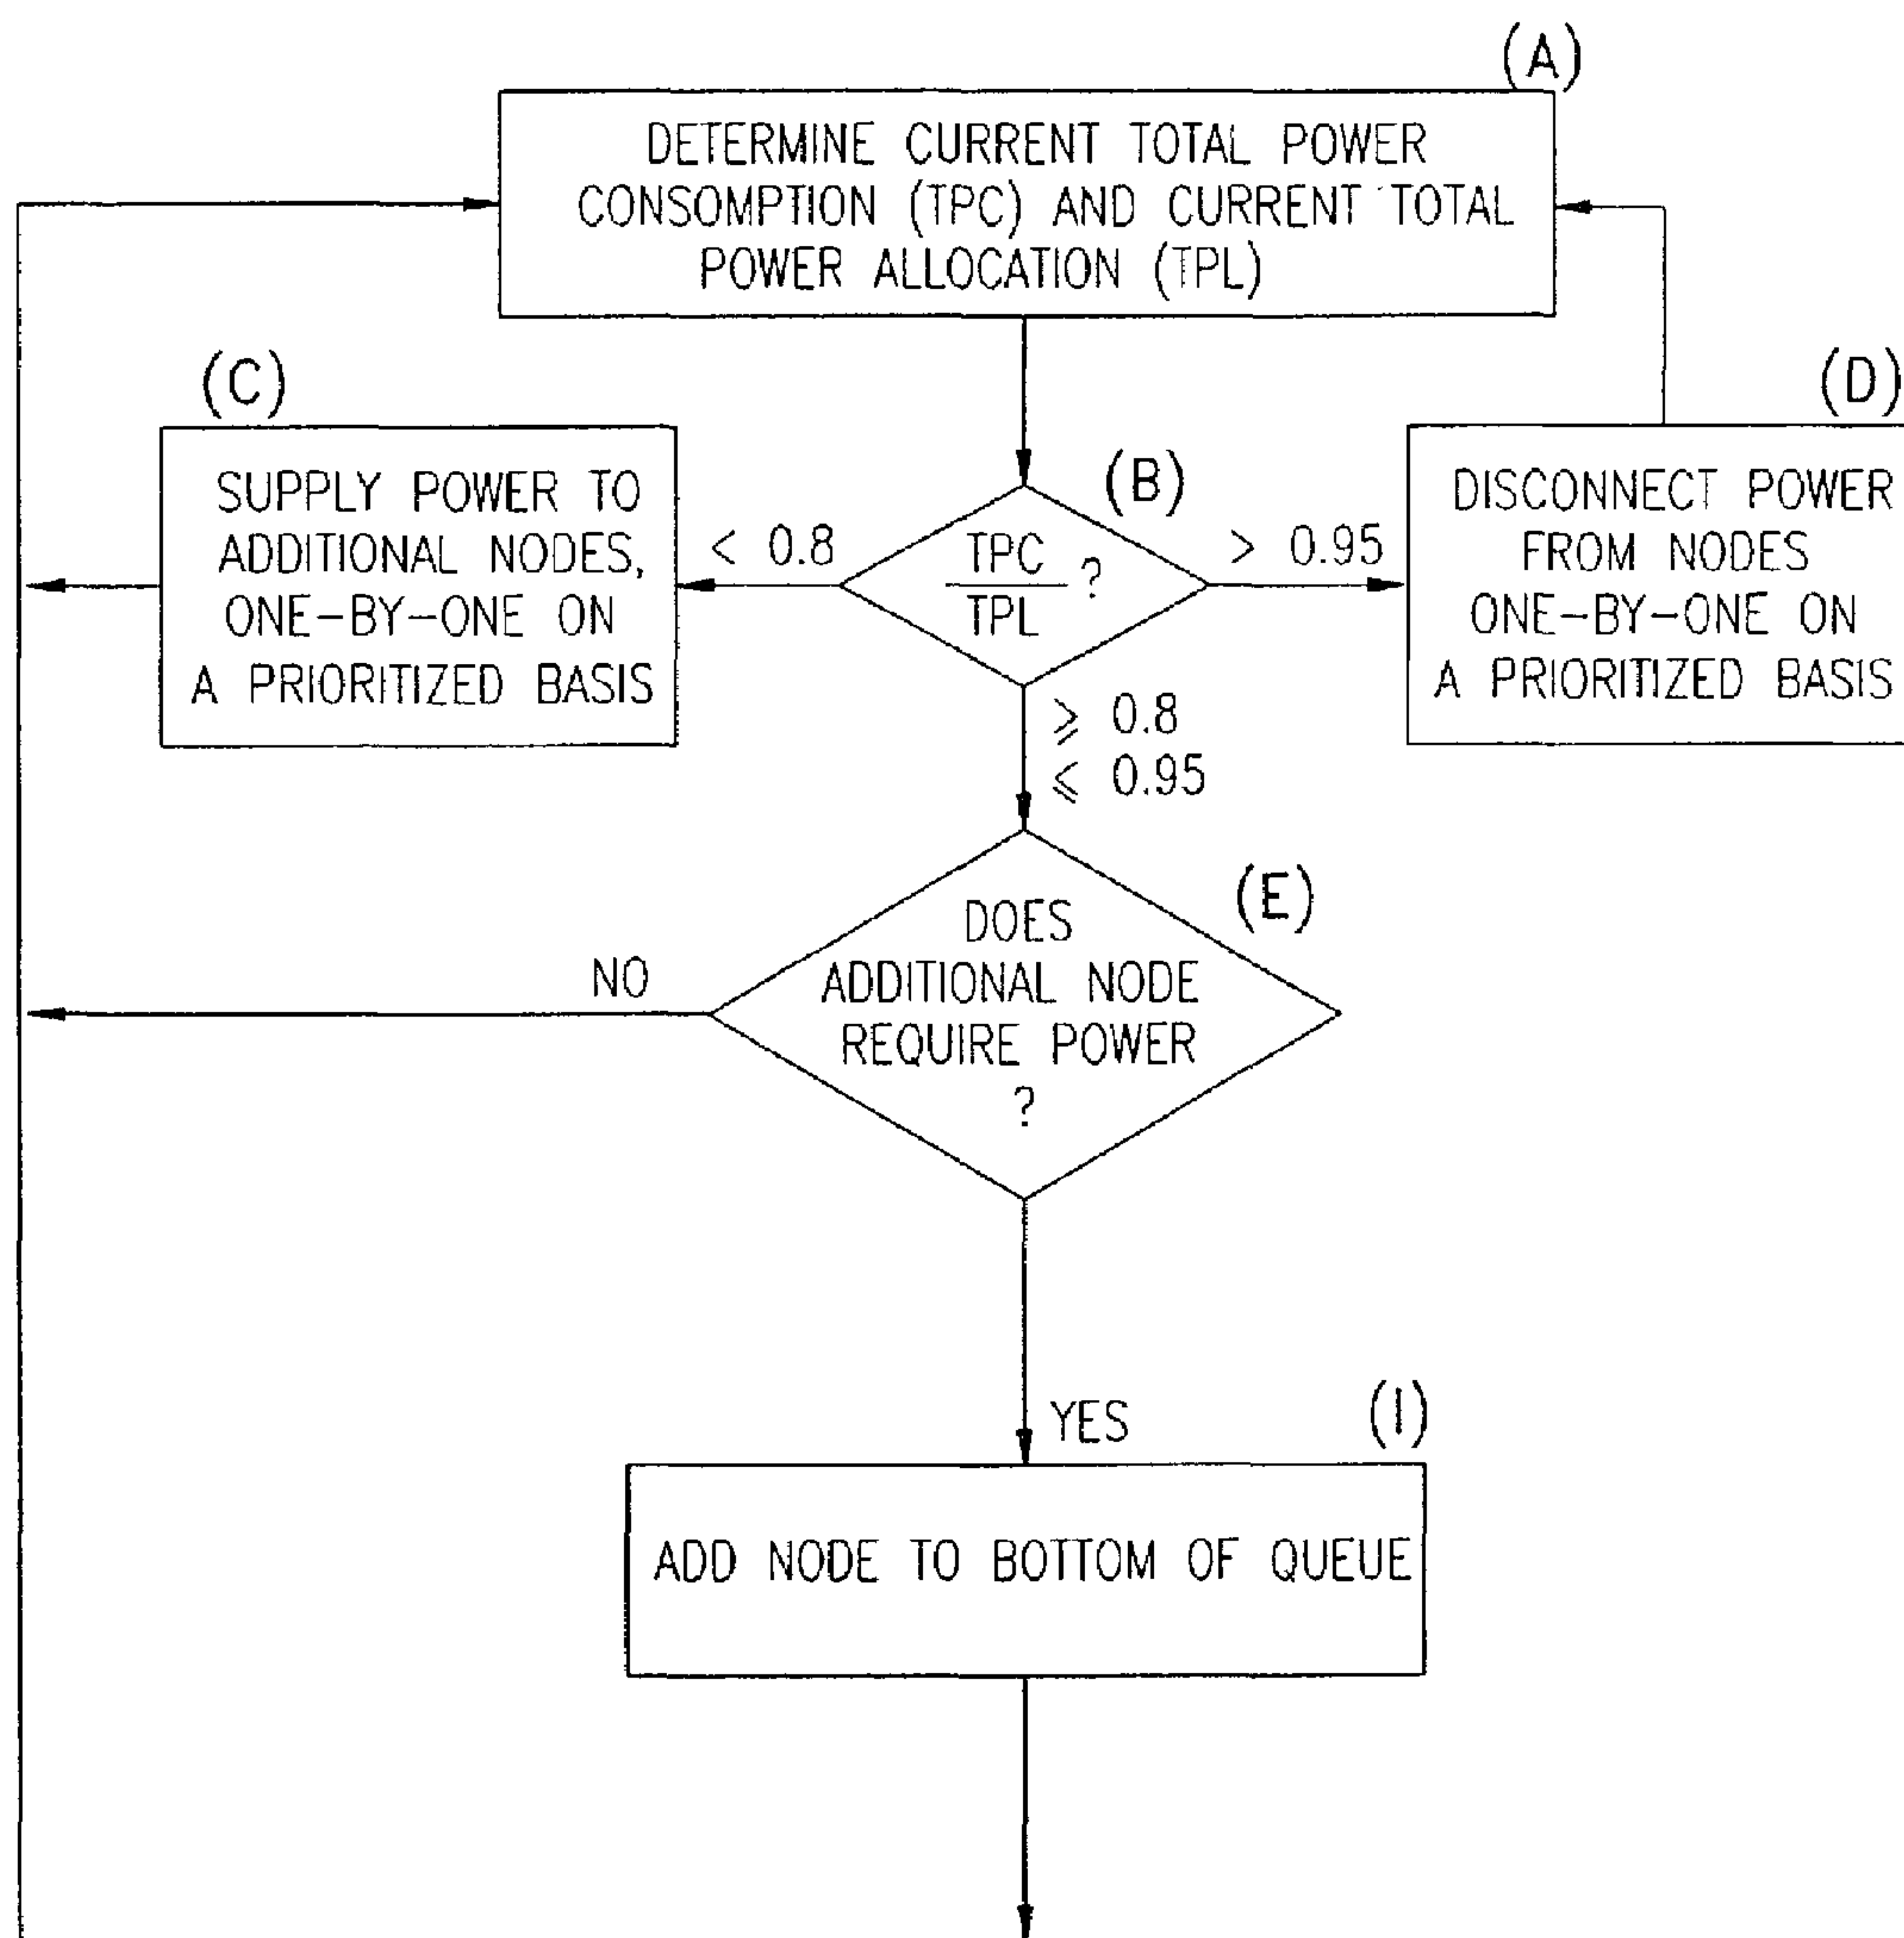 (A)
DETERMINE CURRENT TOTAL POWER
CONSOMPTION (TPC) AND CURRENT TOTAL
POWER ALLOCATION (TPL)
(C)
SUPPLY POWER TO
ADDITIONAL NODES,
ONE-BY-ONE ON
A PRIORITIZED BASIS
< 0.8
(B)
TPC
TPL
?
> 0.95
(D)
DISCONNECT POWER
FROM NODES
ONE-BY-ONE ON
A PRIORITIZED BASIS
⩾ 0.8
⩽ 0.95
(E)
DOES
ADDITIONAL NODE
REQUIRE POWER
?
NO
YES
(I)
ADD NODE TO BOTTOM OF QUEUE